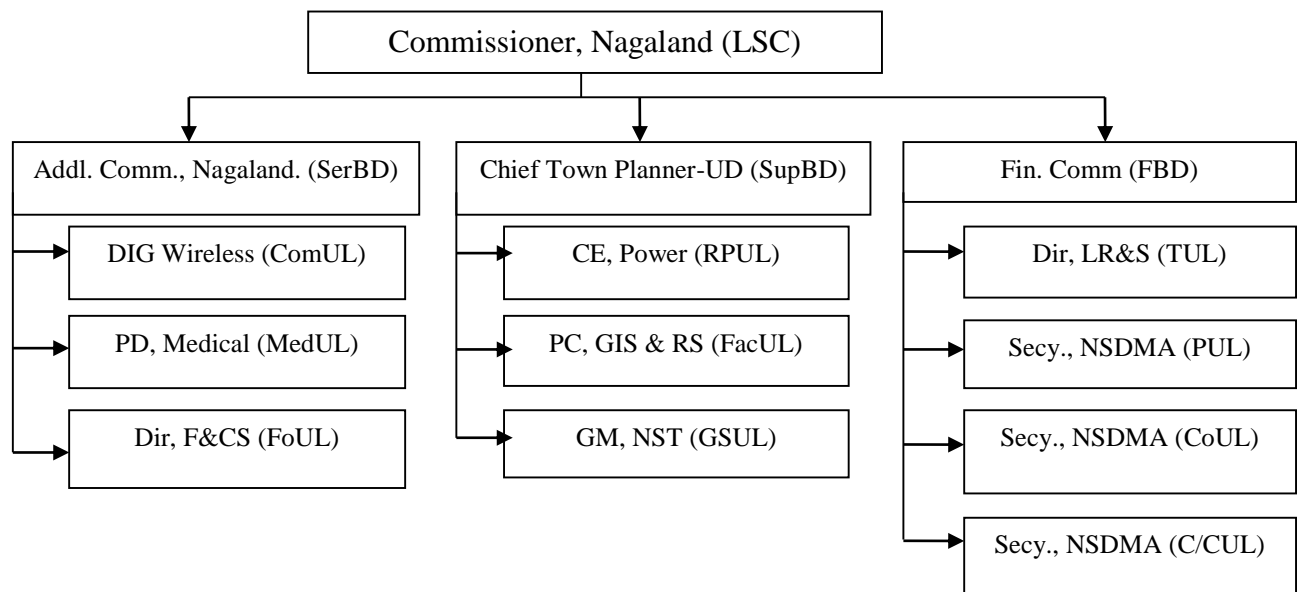 Commissioner, Nagaland (LSC)
Addl. Comm., Nagaland. (SerBD)
DIG Wireless (ComUL)
PD, Medical (MedUL)
Dir, F&CS (FoUL)
Chief Town Planner-UD (SupBD)
CE, Power (RPUL)
PC, GIS & RS (FacUL)
GM, NST (GSUL)
Fin. Comm (FBD)
Dir, LR&S (TUL)
Secy., NSDMA (PUL)
Secy., NSDMA (CoUL)
Secy., NSDMA (C/CUL)